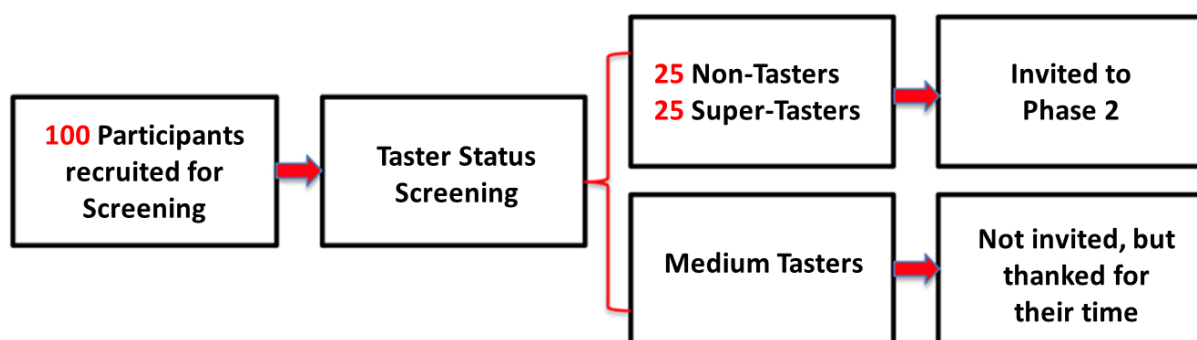 100 Participants
recruited for
Screening
Taster Status
Screening
25 Non-Tasters
25 Super-Tasters
Invited to
Phase 2
Medium Tasters
Not invited, but
thanked for
their time